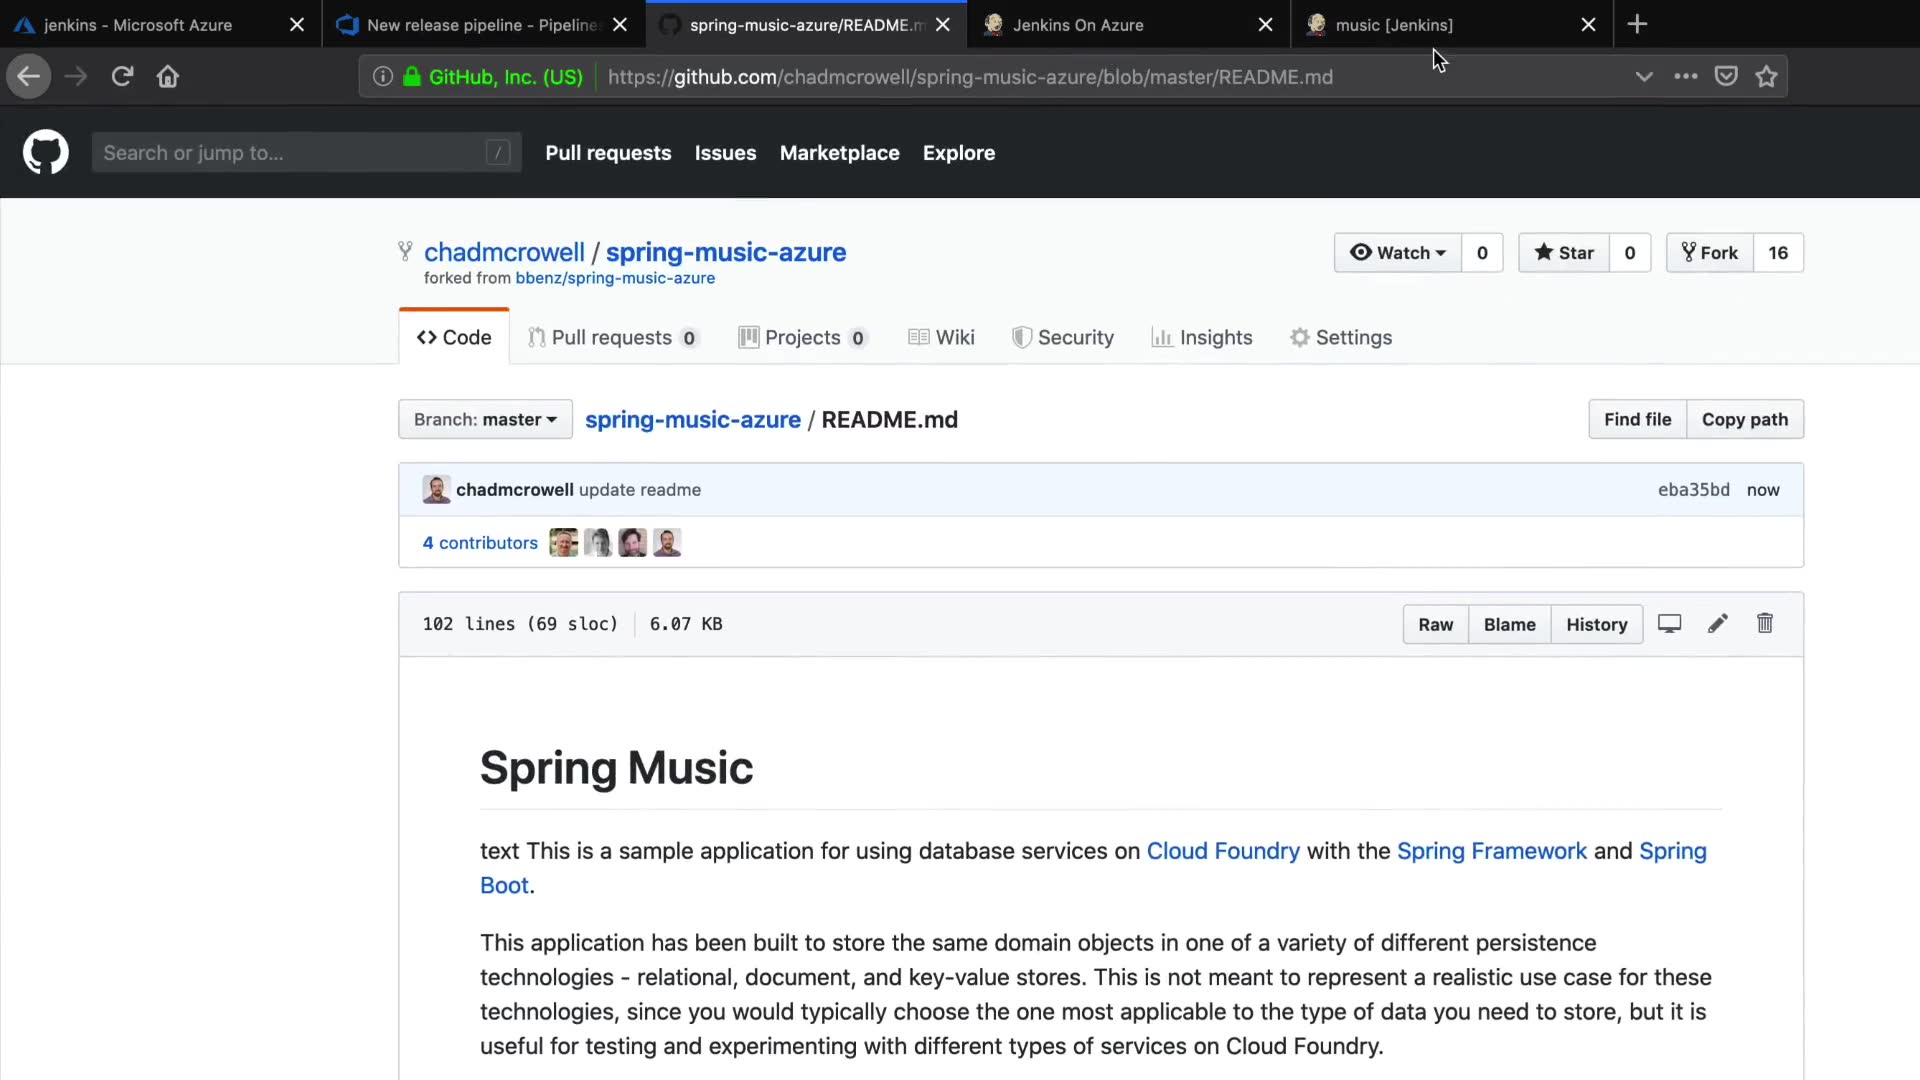 jenkins - Microsoft Azure
New release pipeline - Pipelines
spring-music-azure/README.m
Jenkins On Azure
music [Jenkins]
GitHub, Inc. (US)
https://github.com/chadmcrowell/spring-music-azure/blob/master/README.md
Search or jump to...
/
Pull requests
Issues
Marketplace
Explore
chadmcrowell / spring-music-azure
Watch 0
Star 0
Fork 16
forked from bbenz/spring-music-azure
Code
Pull requests 0
Projects 0
Wiki
Security
Insights
Settings
Branch: master
spring-music-azure / README.md
Find file
Copy path
chadmcrowell update readme
eba35bd now
4 contributors
102 lines (69 sloc)
6.07 KB
Raw
Blame
History
Spring Music
text This is a sample application for using database services on Cloud Foundry with the Spring Framework and Spring
Boot.
This application has been built to store the same domain objects in one of a variety of different persistence
technologies - relational, document, and key-value stores. This is not meant to represent a realistic use case for these
technologies, since you would typically choose the one most applicable to the type of data you need to store, but it is
useful for testing and experimenting with different types of services on Cloud Foundry.